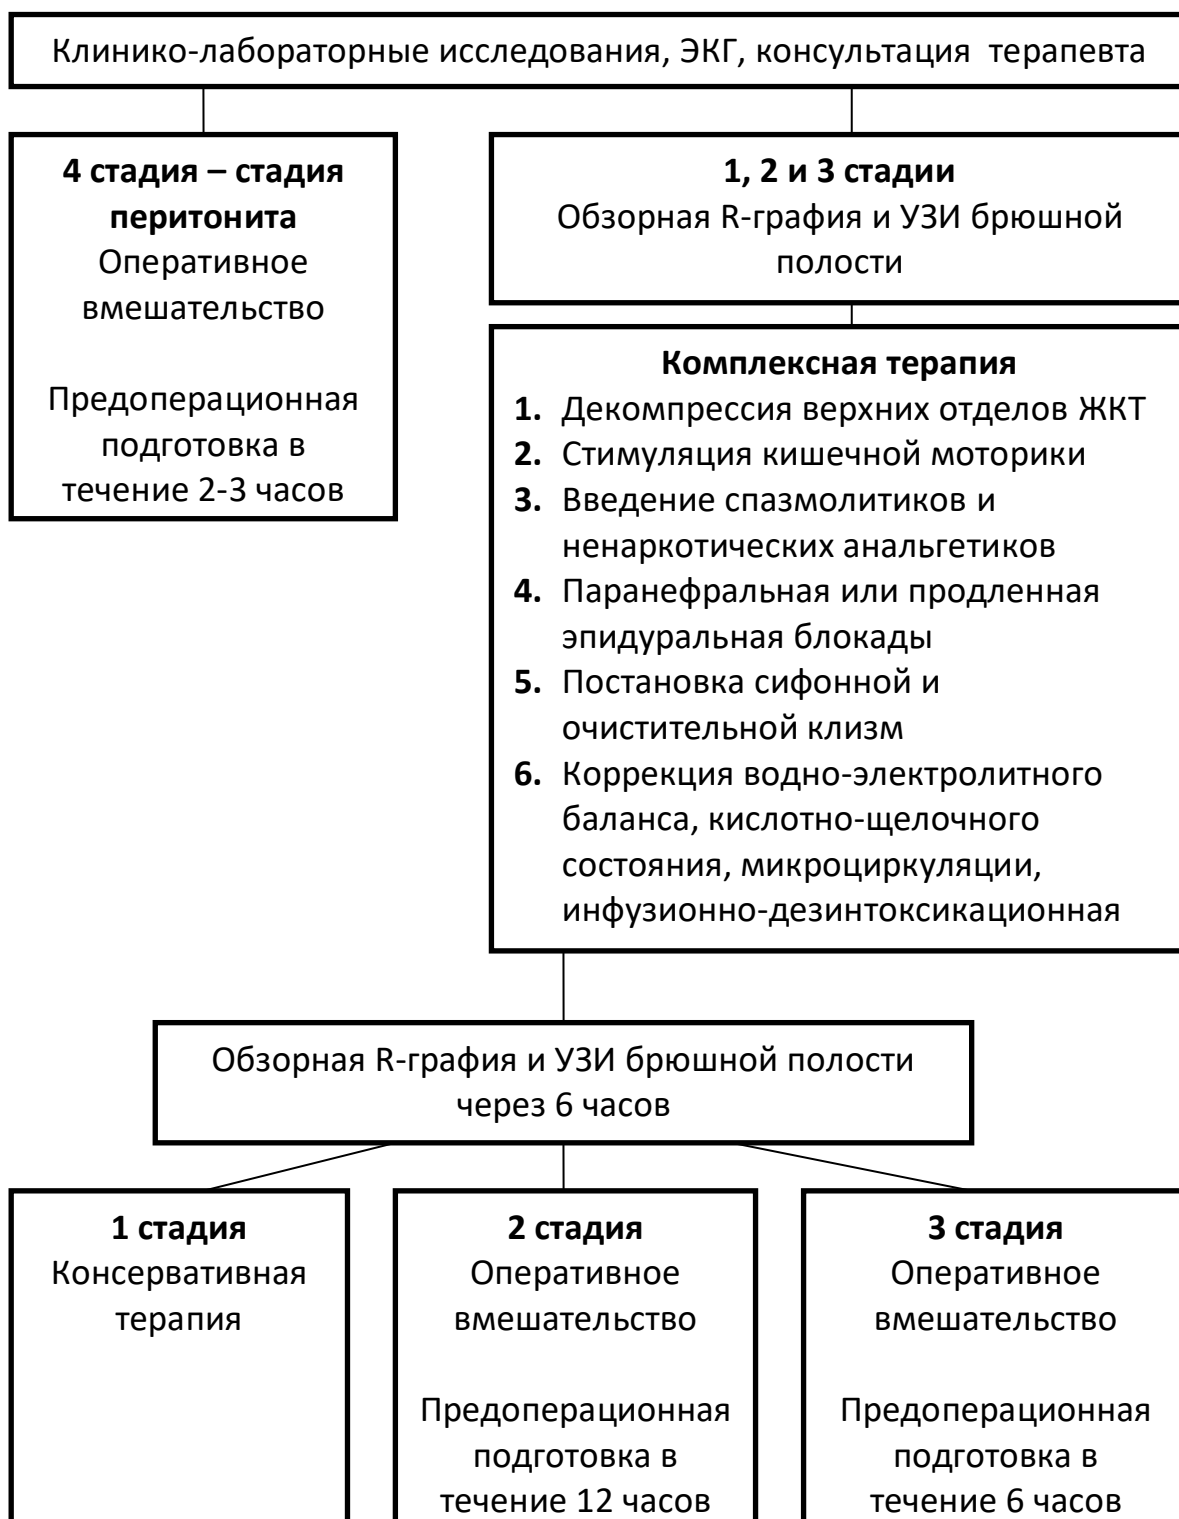 Клинико-лабораторные исследования, ЭКГ, консультация терапевта
4 стадия – стадия
перитонита
Оперативное
вмешательство
Предоперационная
подготовка в
течение 2-3 часов
1, 2 и 3 стадии
Обзорная R-графия и УЗИ брюшной
полости
Комплексная терапия
1. Декомпрессия верхних отделов ЖКТ
2. Стимуляция кишечной моторики
3. Введение спазмолитиков и
ненаркотических анальгетиков
4. Паранефральная или продленная
эпидуральная блокады
5. Постановка сифонной и
очистительной клизм
6. Коррекция водно-электролитного
баланса, кислотно-щелочного
состояния, микроциркуляции,
инфузионно-дезинтоксикационная
Обзорная R-графия и УЗИ брюшной полости
через 6 часов
1 стадия
Консервативная
терапия
2 стадия
Оперативное
вмешательство
Предоперационная
подготовка в
течение 12 часов
3 стадия
Оперативное
вмешательство
Предоперационная
подготовка в
течение 6 часов